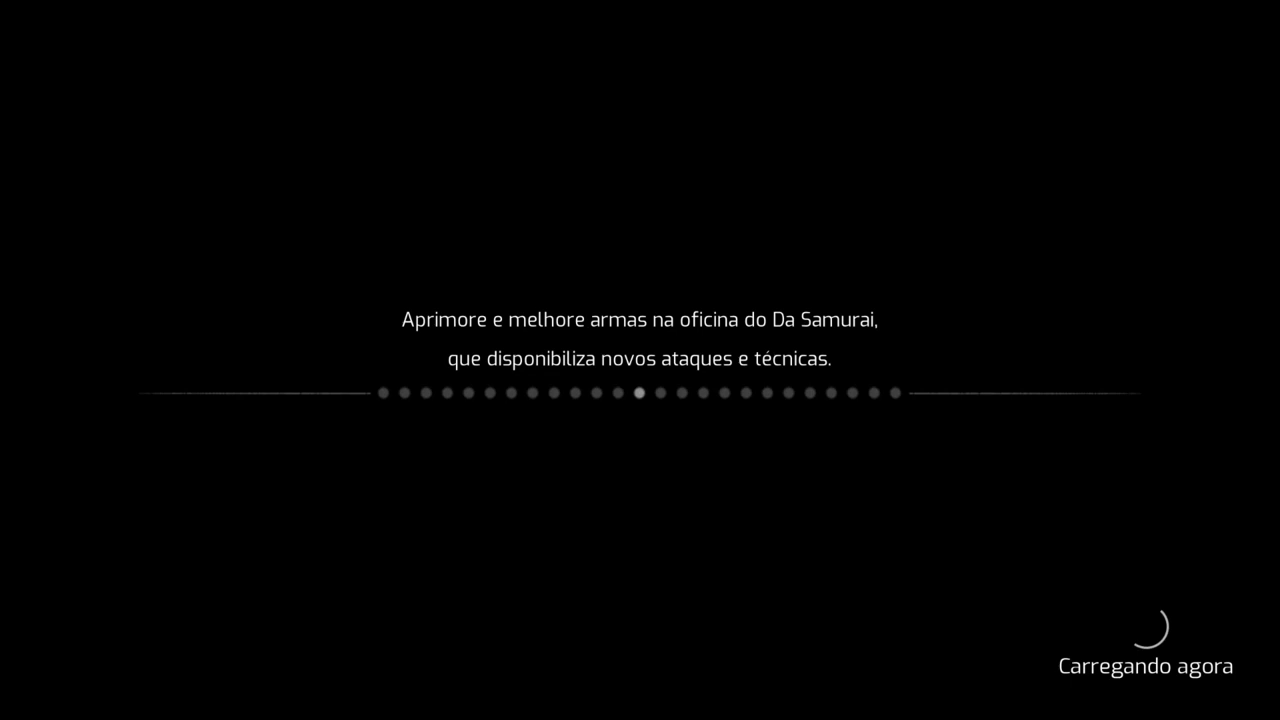 Aprimore e melhore armas na oficina do Da Samurai,
que disponibiliza novos ataques e técnicas.
Carregando agora